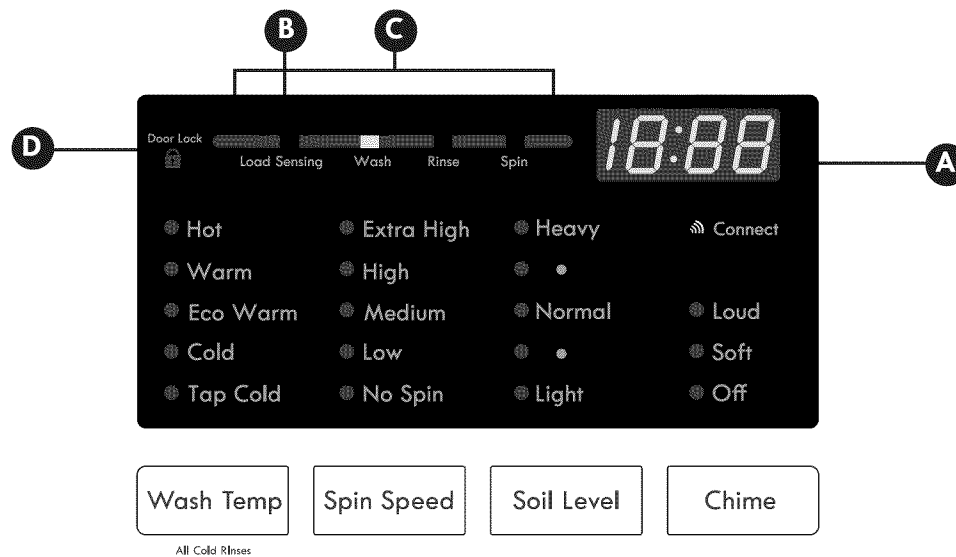 B C
D
A
Door Lock
18:88
Load Sensing Wash Rinse Spin
Hot Extra High Heavy Connect
Warm High
Eco Warm Medium Normal Loud
Cold Low Soft
Tap Cold No Spin Light Off
Wash Temp Spin Speed Soil Level Chime
All Cold Rinses